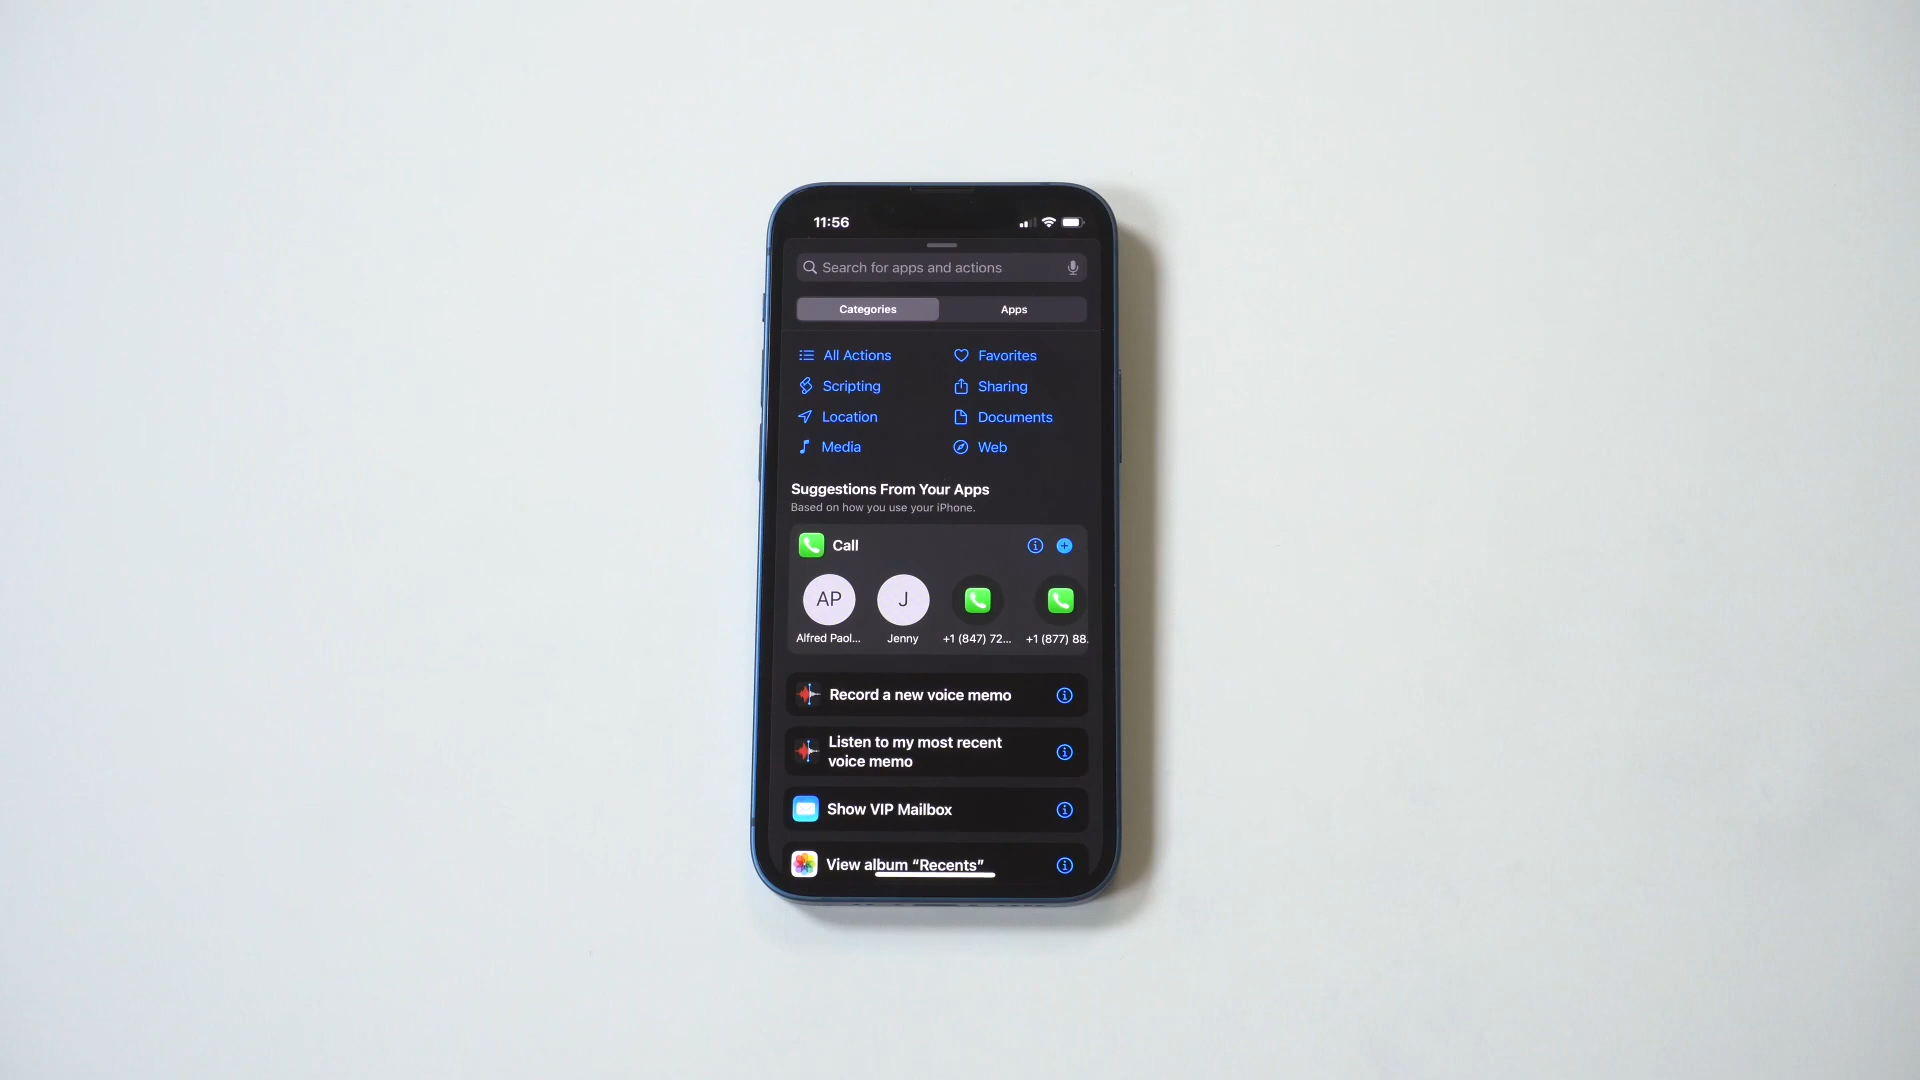 11:56
Search for apps and actions
Categories
Apps
All Actions
Favorites
Scripting
Sharing
Location
Documents
Media
Web
Suggestions From Your Apps
Based on how you use your iPhone.
Call
AP
J
Alfred Paol...
Jenny
+1 (847) 72...
+1 (877) 88.
Record a new voice memo
Listen to my most recent
voice memo
Show VIP Mailbox
View album “Recents”